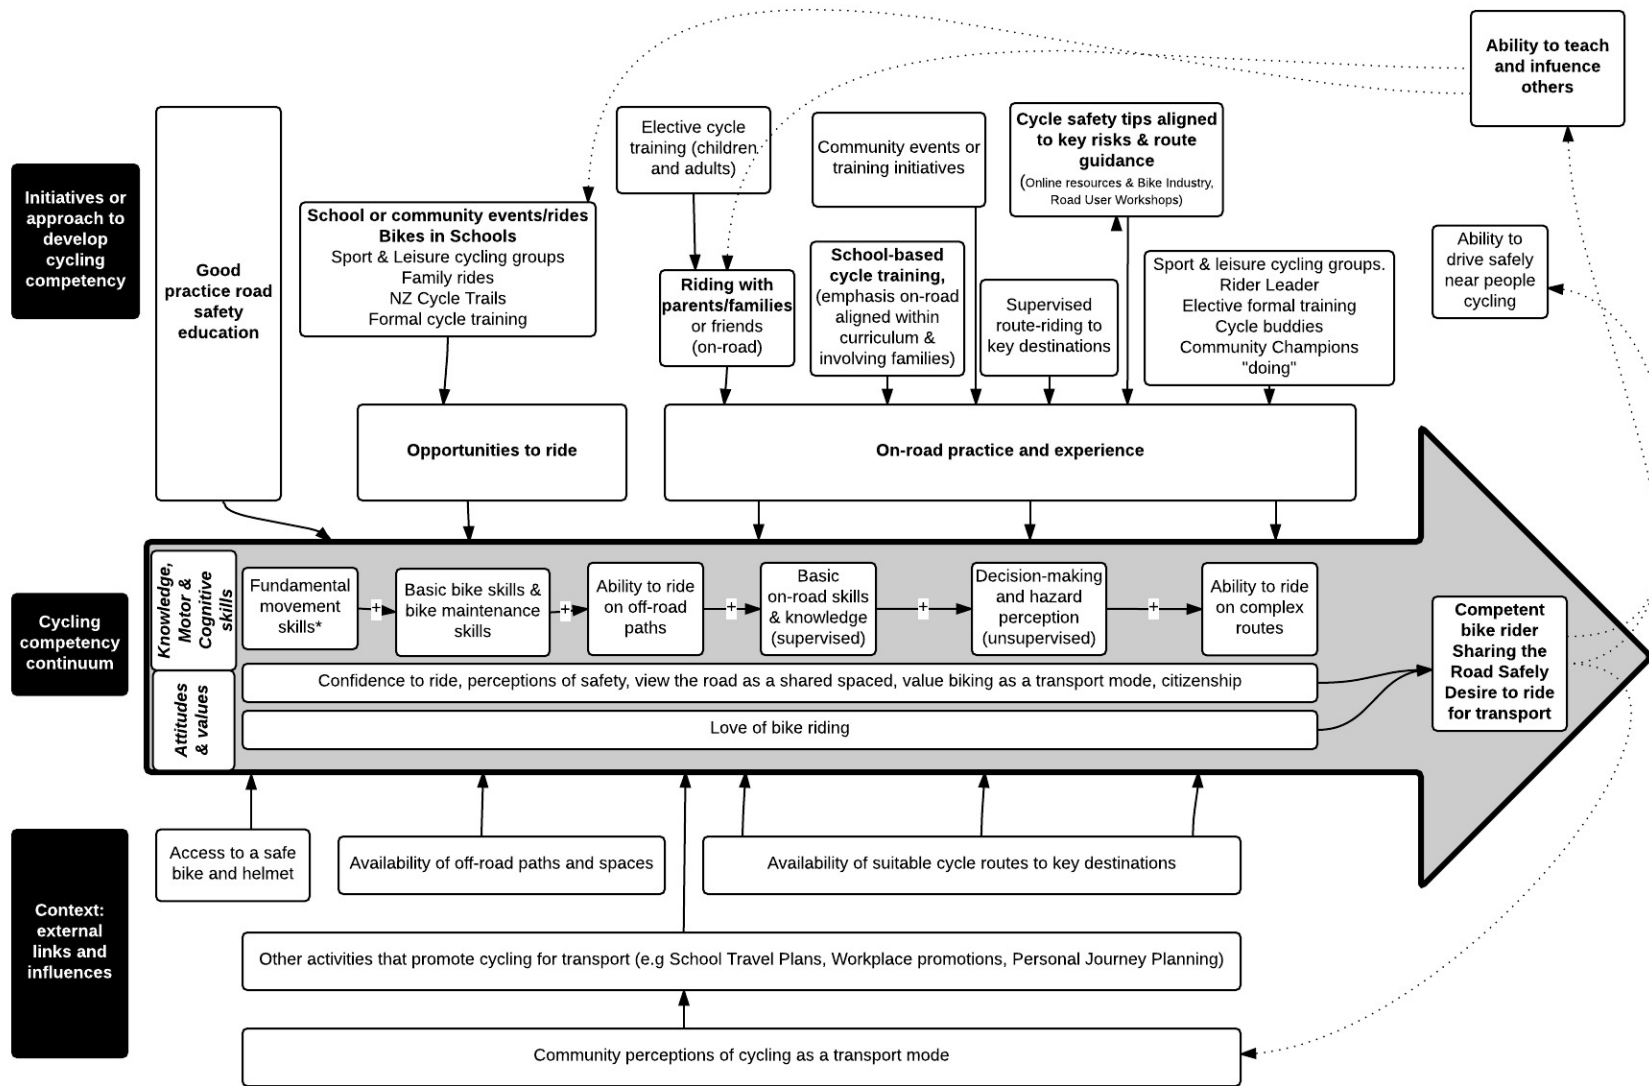 Ability to teach
and infuence
others
Initiatives or
approach to
develop
cycling
competency
Good
practice road
safety
education
School or community events/rides
Bikes in Schools
Sport & Leisure cycling groups
Family rides
NZ Cycle Trails
Formal cycle training
Elective cycle
training (children
and adults)
Riding with
parents/families
or friends
(on-road)
Community events or
training initiatives
School-based
cycle training,
(emphasis on-road
aligned within
curriculum &
involving families)
Cycle safety tips aligned
to key risks & route
guidance
(Online resources & Bike Industry,
Road User Workshops)
Supervised
route-riding to
key destinations
Sport & leisure cycling groups.
Rider Leader
Elective formal training
Cycle buddies
Community Champions
"doing"
Ability to
drive safely
near people
cycling
Opportunities to ride
On-road practice and experience
Cycling
competency
continuum
Knowledge,
Motor &
Cognitive
skills
Fundamental
movement
skills*
+
Basic bike skills &
bike maintenance
skills
+
Ability to ride
on off-road
paths
+
Basic
on-road skills
& knowledge
(supervised)
+
Decision-making
and hazard
perception
(unsupervised)
+
Ability to ride
on complex
routes
Attitudes
& values
Confidence to ride, perceptions of safety, view the road as a shared spaced, value biking as a transport mode, citizenship
Love of bike riding
Competent
bike rider
Sharing the
Road Safely
Desire to ride
for transport
Context:
external
links and
influences
Access to a safe
bike and helmet
Availability of off-road paths and spaces
Availability of suitable cycle routes to key destinations
Other activities that promote cycling for transport (e.g School Travel Plans, Workplace promotions, Personal Journey Planning)
Community perceptions of cycling as a transport mode